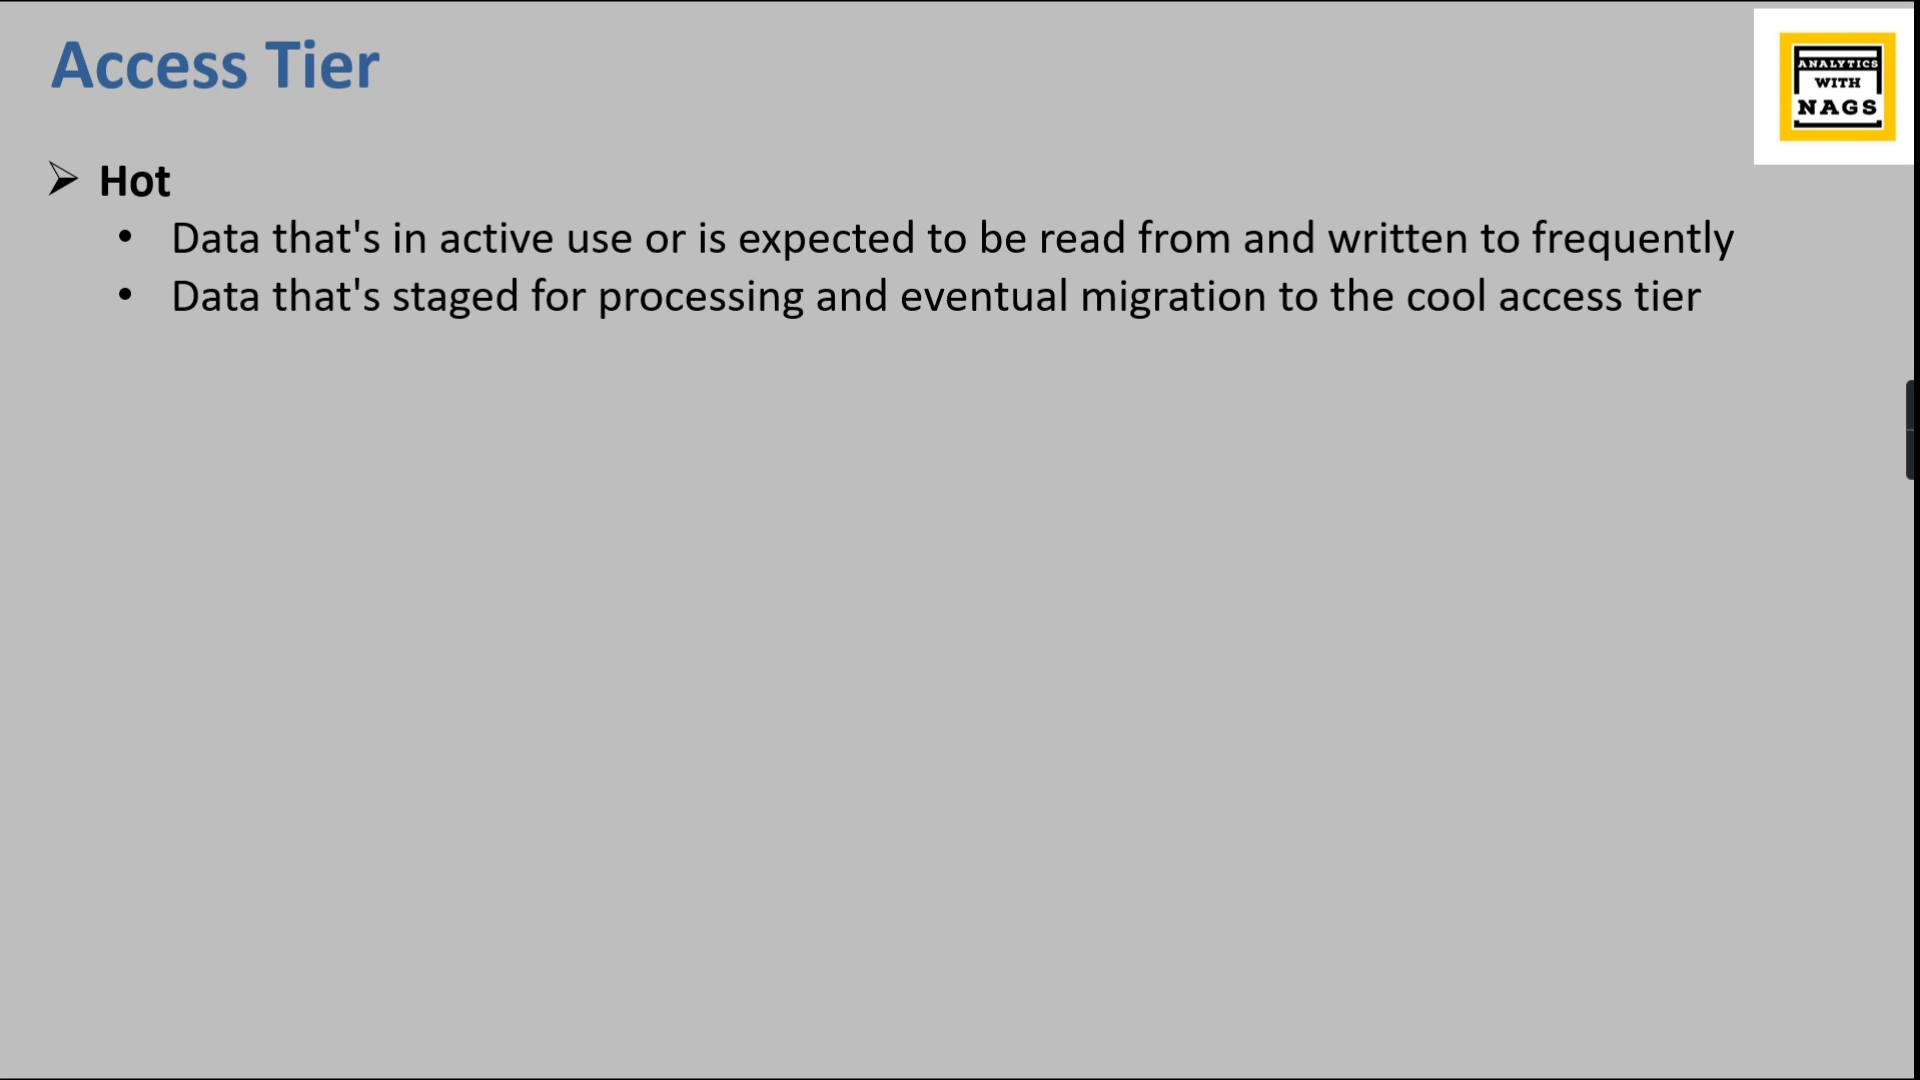 Access Tier
ANALYTICS
WITH
NAGS
➢ Hot
• Data that's in active use or is expected to be read from and written to frequently
• Data that's staged for processing and eventual migration to the cool access tier